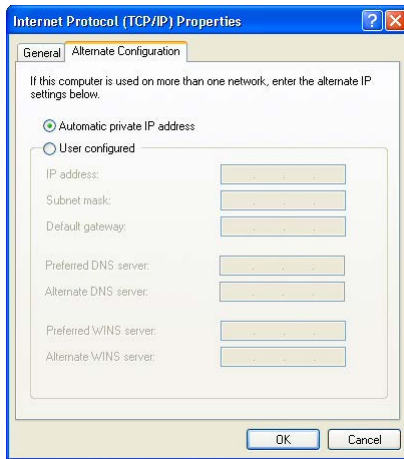 Internet Protocol (TCP/IP) Properties
General
Alternate Configuration
If this computer is used on more than one network, enter the alternate IP
settings below.
Automatic private IP address
User configured
IP address:
Subnet mask:
Default gateway:
Preferred DNS server:
Alternate DNS server:
Preferred WINS server:
Alternate WINS server:
OK
Cancel